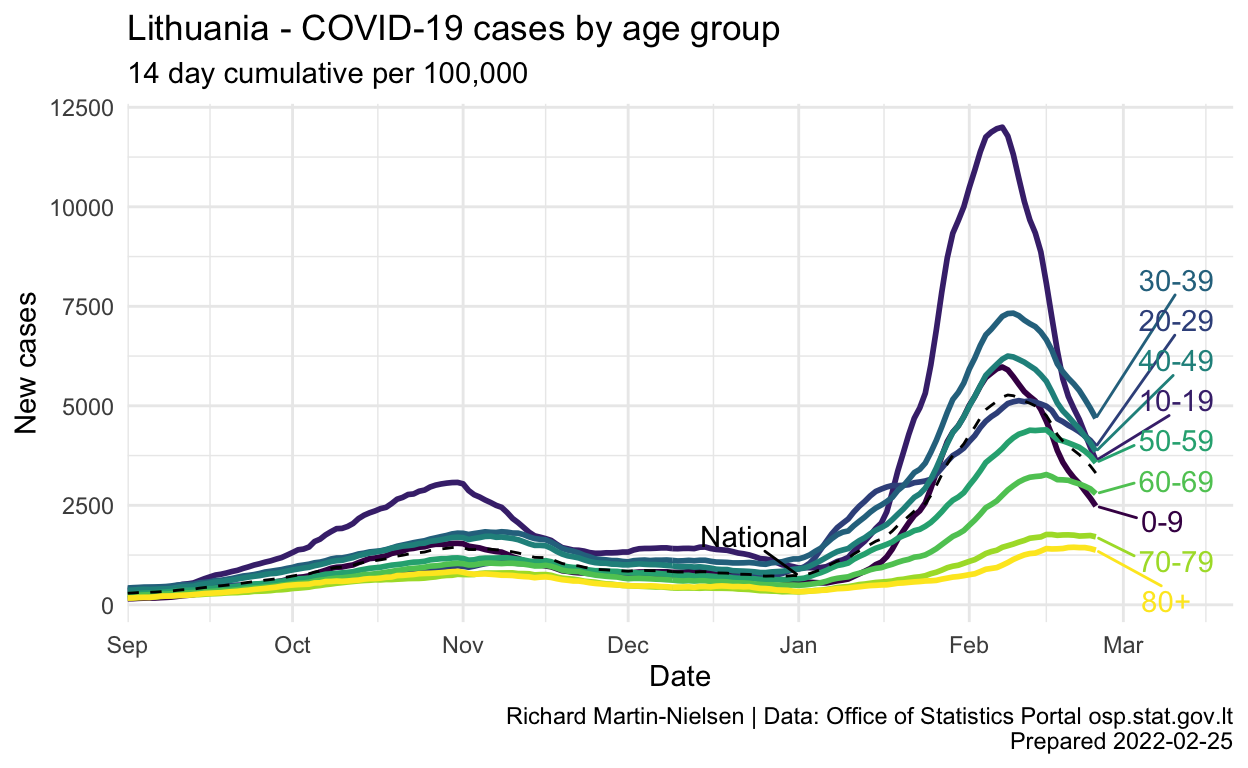 Lithuania - COVID-19 cases by age group
14 day cumulative per 100,000
12500
10000
7500
5000
2500
0
New cases
30-39
20-29
40-49
10-19
50-59
60-69
0-9
70-79
80+
National
Sep
Oct
Nov
Dec
Jan
Feb
Mar
Date
Richard Martin-Nielsen | Data: Office of Statistics Portal osp.stat.gov.lt
Prepared 2022-02-25